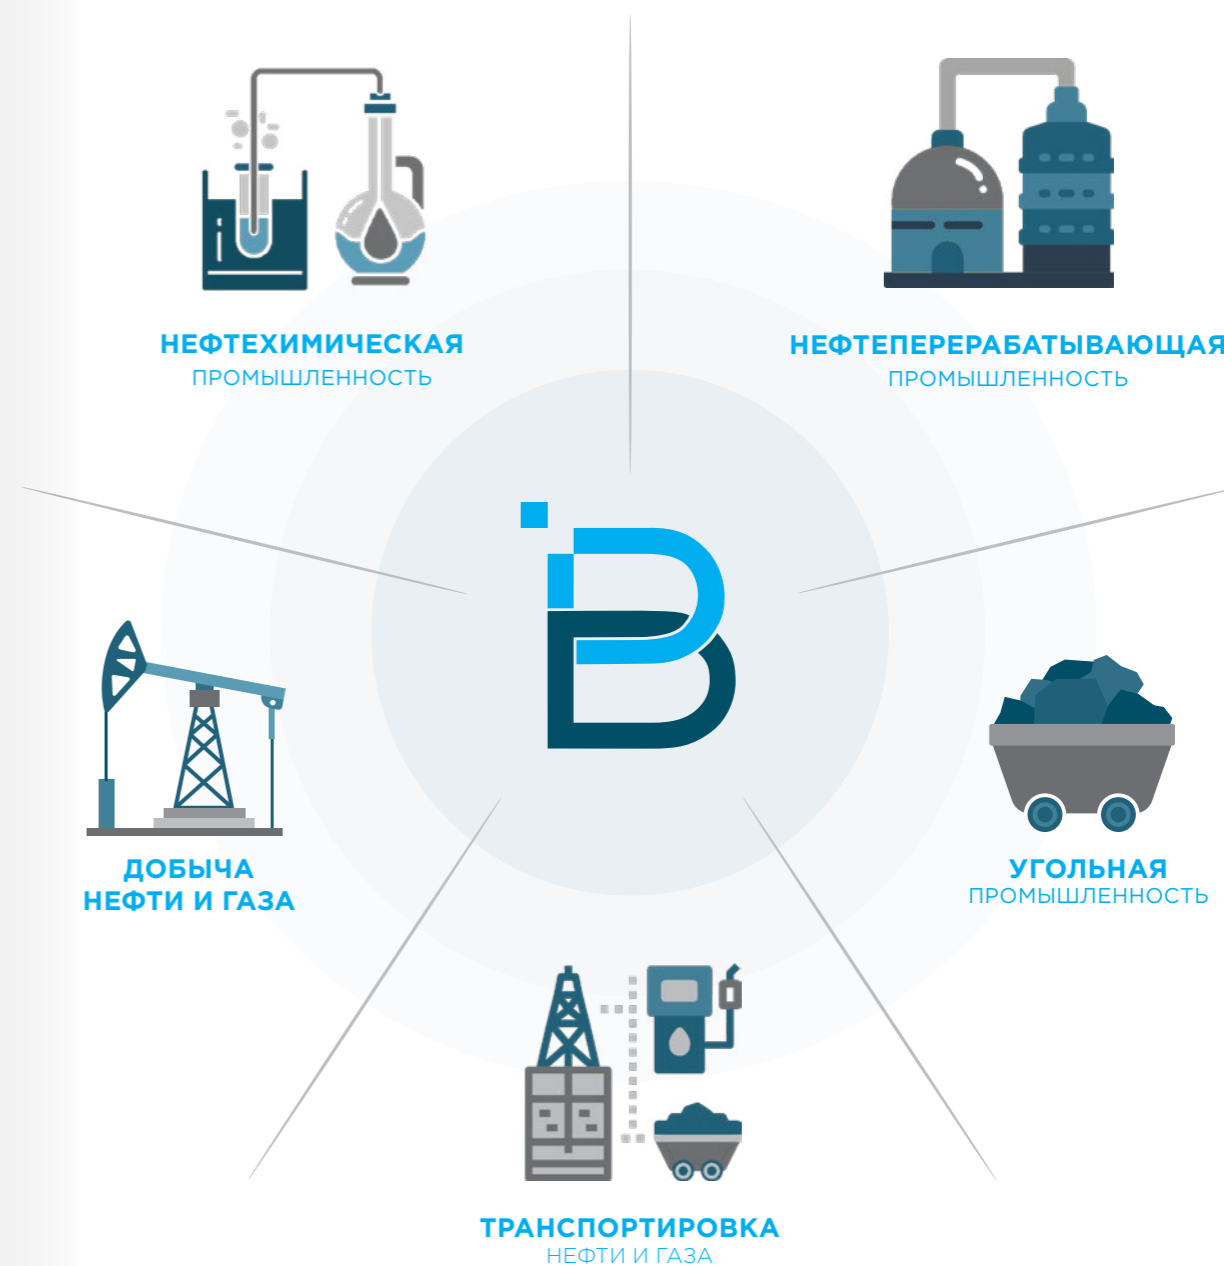 НЕФТЕХИМИЧЕСКАЯ
ПРОМЫШЛЕННОСТЬ
НЕФТЕПЕРЕРАБАТЫВАЮЩАЯ
ПРОМЫШЛЕННОСТЬ
ДОБЫЧА
НЕФТИ И ГАЗА
УГОЛЬНАЯ
ПРОМЫШЛЕННОСТЬ
ТРАНСПОРТИРОВКА
НЕФТИ И ГАЗА